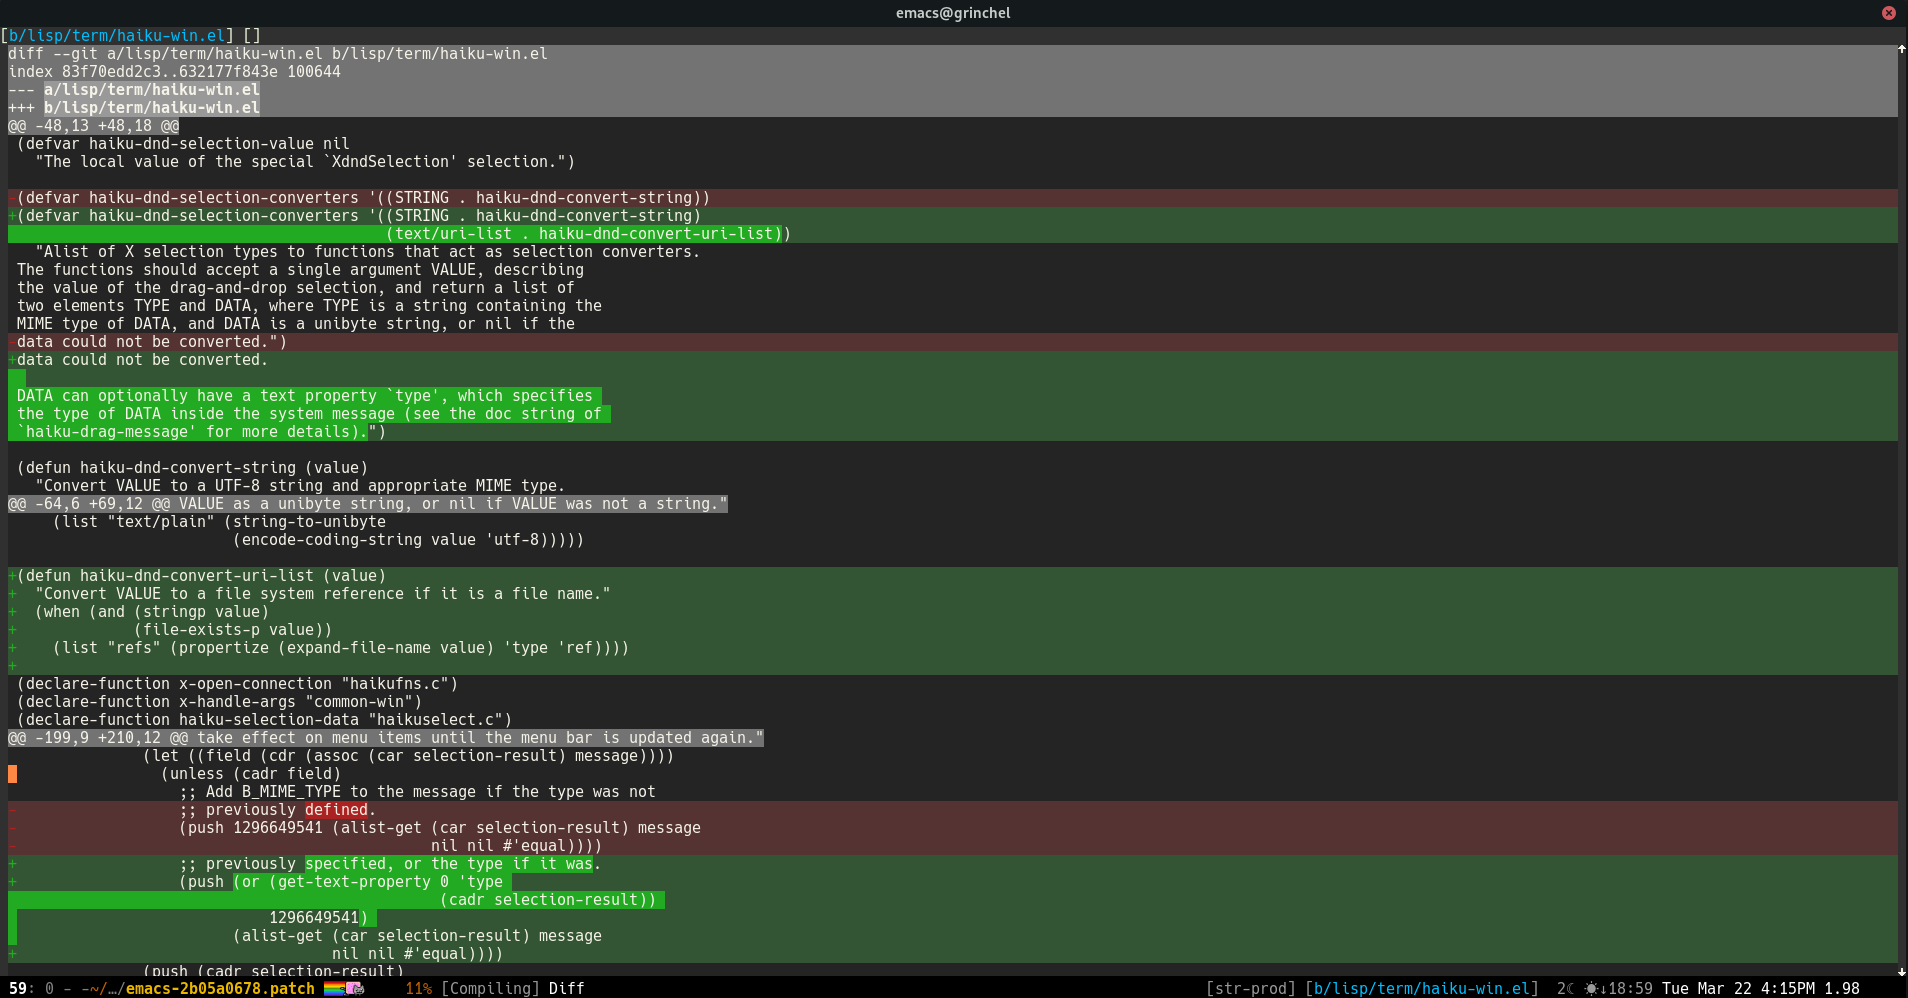 emacs@grinchel
[b/lisp/term/haiku-win.el] []
diff --git a/lisp/term/haiku-win.el b/lisp/term/haiku-win.el
index 83f70edd2c3..632177f843e 100644
--- a/lisp/term/haiku-win.el
+++ b/lisp/term/haiku-win.el
@@ -48,13 +48,18 @@
 (defvar haiku-dnd-selection-value nil
   "The local value of the special `XdndSelection' selection.")
-(defvar haiku-dnd-selection-converters '((STRING . haiku-dnd-convert-string))
+(defvar haiku-dnd-selection-converters '((STRING . haiku-dnd-convert-string)
                                          (text/uri-list . haiku-dnd-convert-uri-list))
   "Alist of X selection types to functions that act as selection converters.
 The functions should accept a single argument VALUE, describing
 the value of the drag-and-drop selection, and return a list of
 two elements TYPE and DATA, where TYPE is a string containing the
 MIME type of DATA, and DATA is a unibyte string, or nil if the
-data could not be converted.")
+data could not be converted.
 DATA can optionally have a text property `type', which specifies
 the type of DATA inside the system message (see the doc string of
 `haiku-drag-message' for more details).")
 (defun haiku-dnd-convert-string (value)
   "Convert VALUE to a UTF-8 string and appropriate MIME type.
@@ -64,6 +69,12 @@ VALUE as a unibyte string, or nil if VALUE was not a string."
     (list "text/plain" (string-to-unibyte
                         (encode-coding-string value 'utf-8)))))
+(defun haiku-dnd-convert-uri-list (value)
+  "Convert VALUE to a file system reference if it is a file name."
+  (when (and (stringp value)
+             (file-exists-p value))
+    (list "refs" (propertize (expand-file-name value) 'type 'ref))))
+
 (declare-function x-open-connection "haikufns.c")
 (declare-function x-handle-args "common-win")
 (declare-function haiku-selection-data "haikuselect.c")
@@ -199,9 +210,12 @@ take effect on menu items until the menu bar is updated again."
               (let ((field (cdr (assoc (car selection-result) message))))
                 (unless (cadr field)
                   ;; Add B_MIME_TYPE to the message if the type was not
-                  ;; previously defined.
-                  (push 1296649541 (alist-get (car selection-result) message
-                                              nil nil #'equal))))
+                  ;; previously specified, or the type if it was.
+                  (push (or (get-text-property 0 'type
                                               (cadr selection-result))
                            1296649541)
                        (alist-get (car selection-result) message
+                                   nil nil #'equal))))
               (push (cadr selection-result)
59: 0 - -~/…/emacs-2b05a0678.patch 11% [Compiling] Diff [str-prod] [b/lisp/term/haiku-win.el] 2☾ ☀↓18:59 Tue Mar 22 4:15PM 1.98